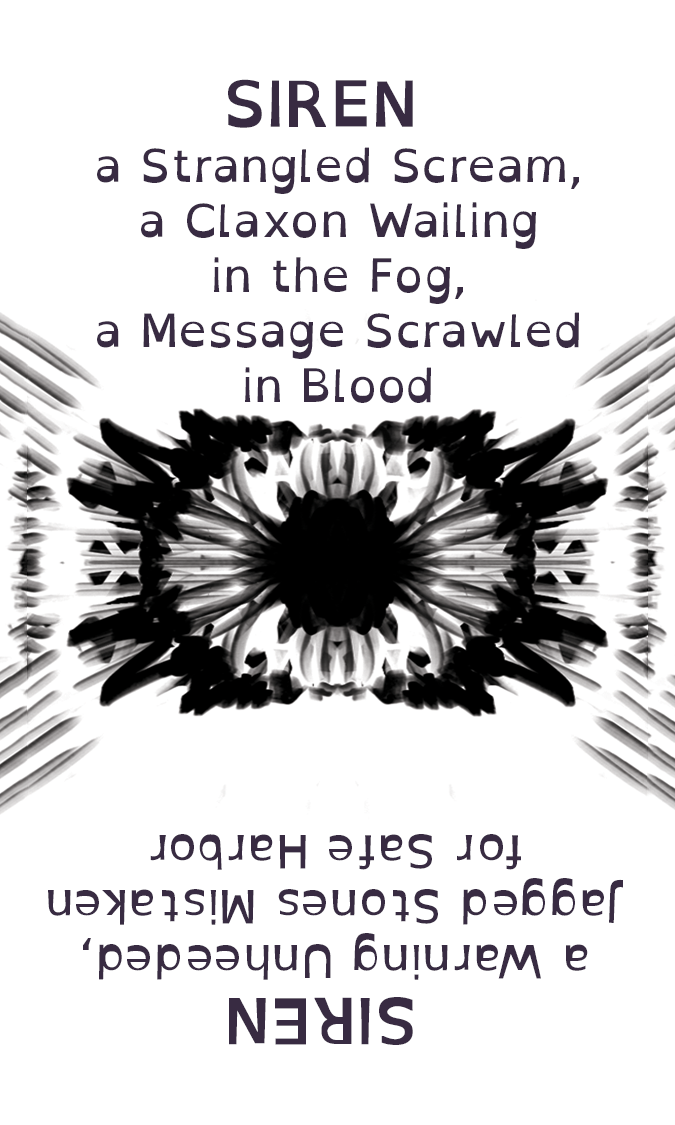 SIREN
a Strangled Scream,
a Claxon Wailing
in the Fog,
a Message Scrawled
in Blood
SIREN
a Warning Unheeded,
Jagged Stones Mistaken
for Safe Harbor